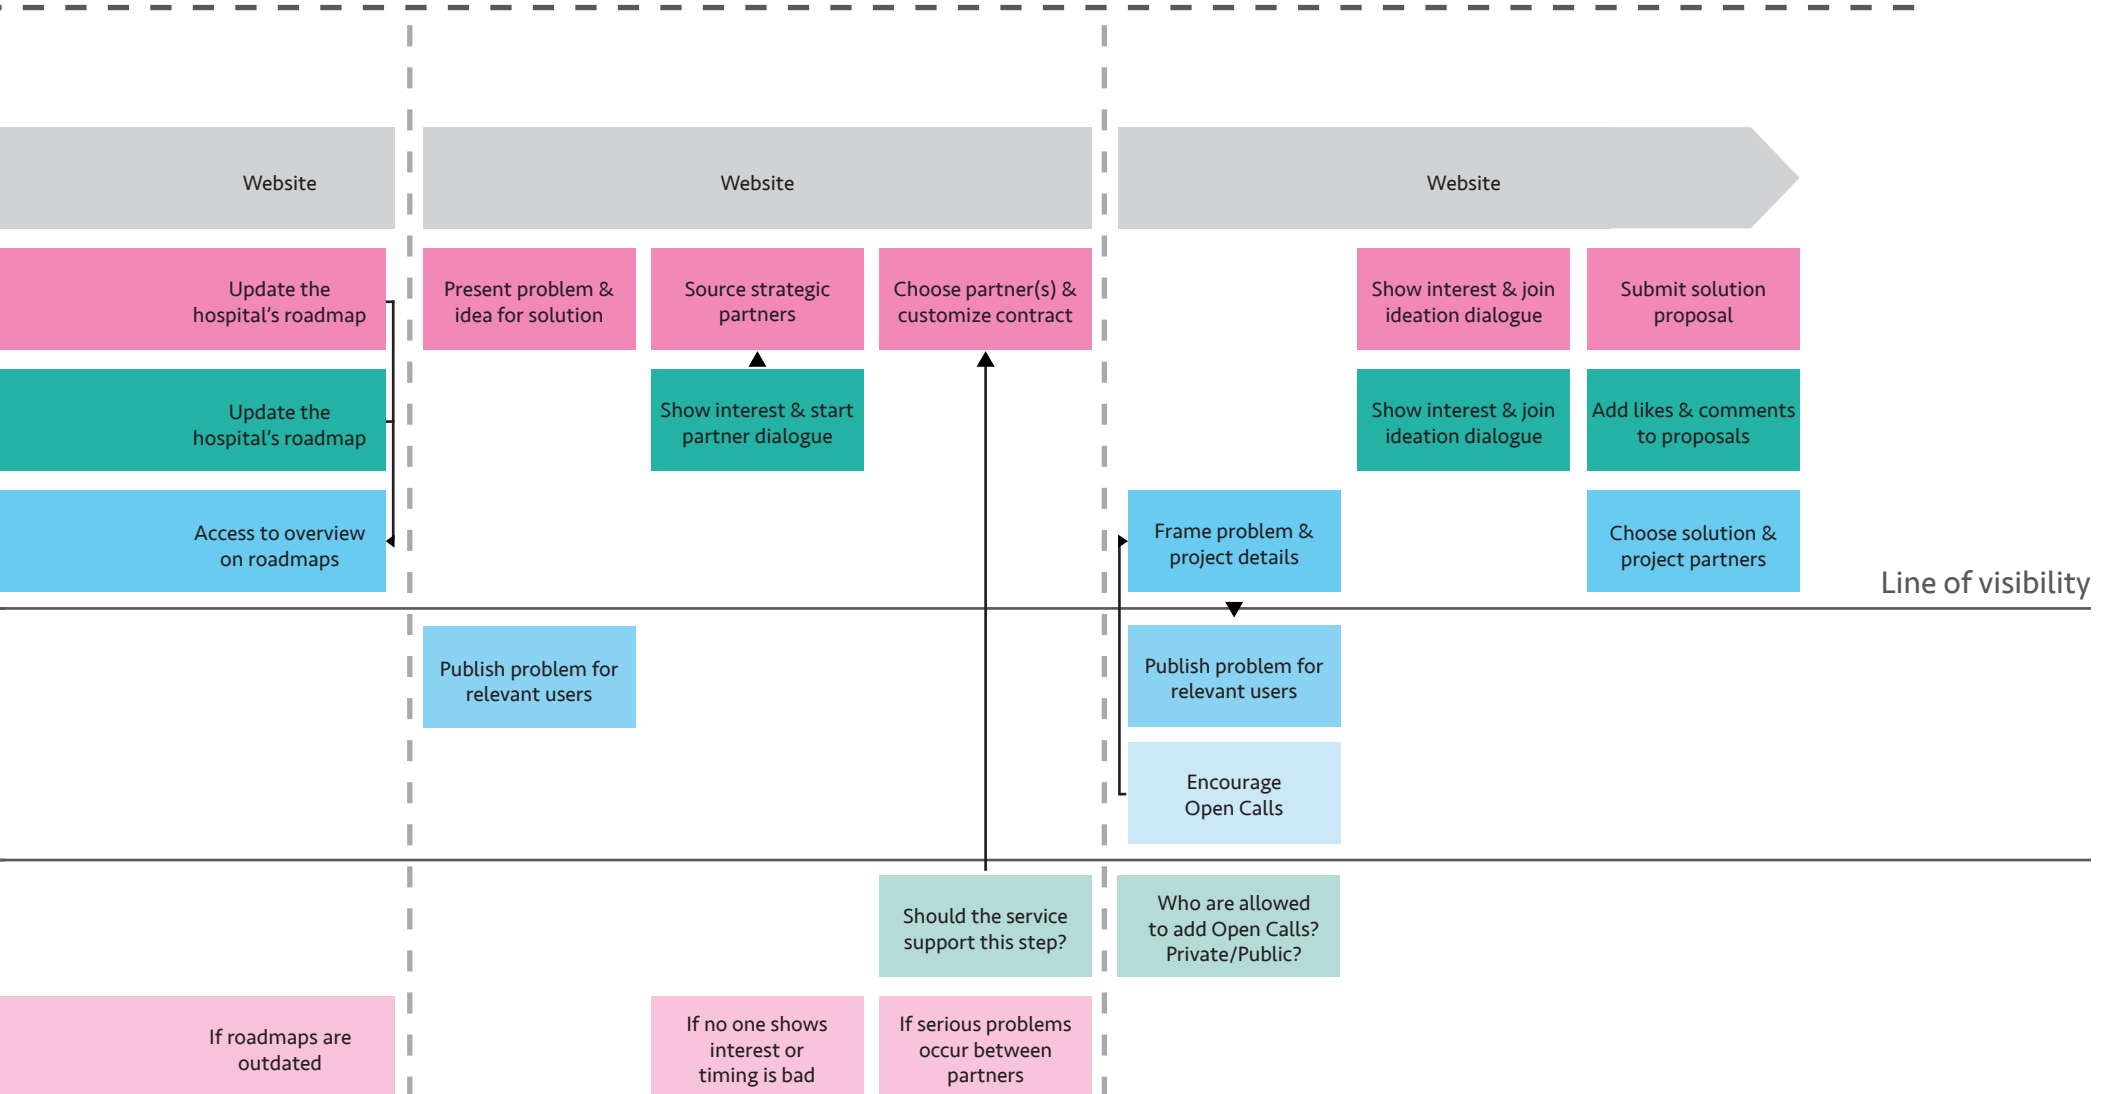 Website
Website
Website
Update the
hospital's roadmap
Present problem &
idea for solution
Source strategic
partners
Choose partner(s) &
customize contract
Show interest & join
ideation dialogue
Submit solution
proposal
Update the
hospital's roadmap
Show interest & start
partner dialogue
Show interest & join
ideation dialogue
Add likes & comments
to proposals
Access to overview
on roadmaps
Frame problem &
project details
Choose solution &
project partners
Line of visibility
Publish problem for
relevant users
Publish problem for
relevant users
Encourage
Open Calls
Should the service
support this step?
Who are allowed
to add Open Calls?
Private/Public?
If roadmaps are
outdated
If no one shows
interest or
timing is bad
If serious problems
occur between
partners